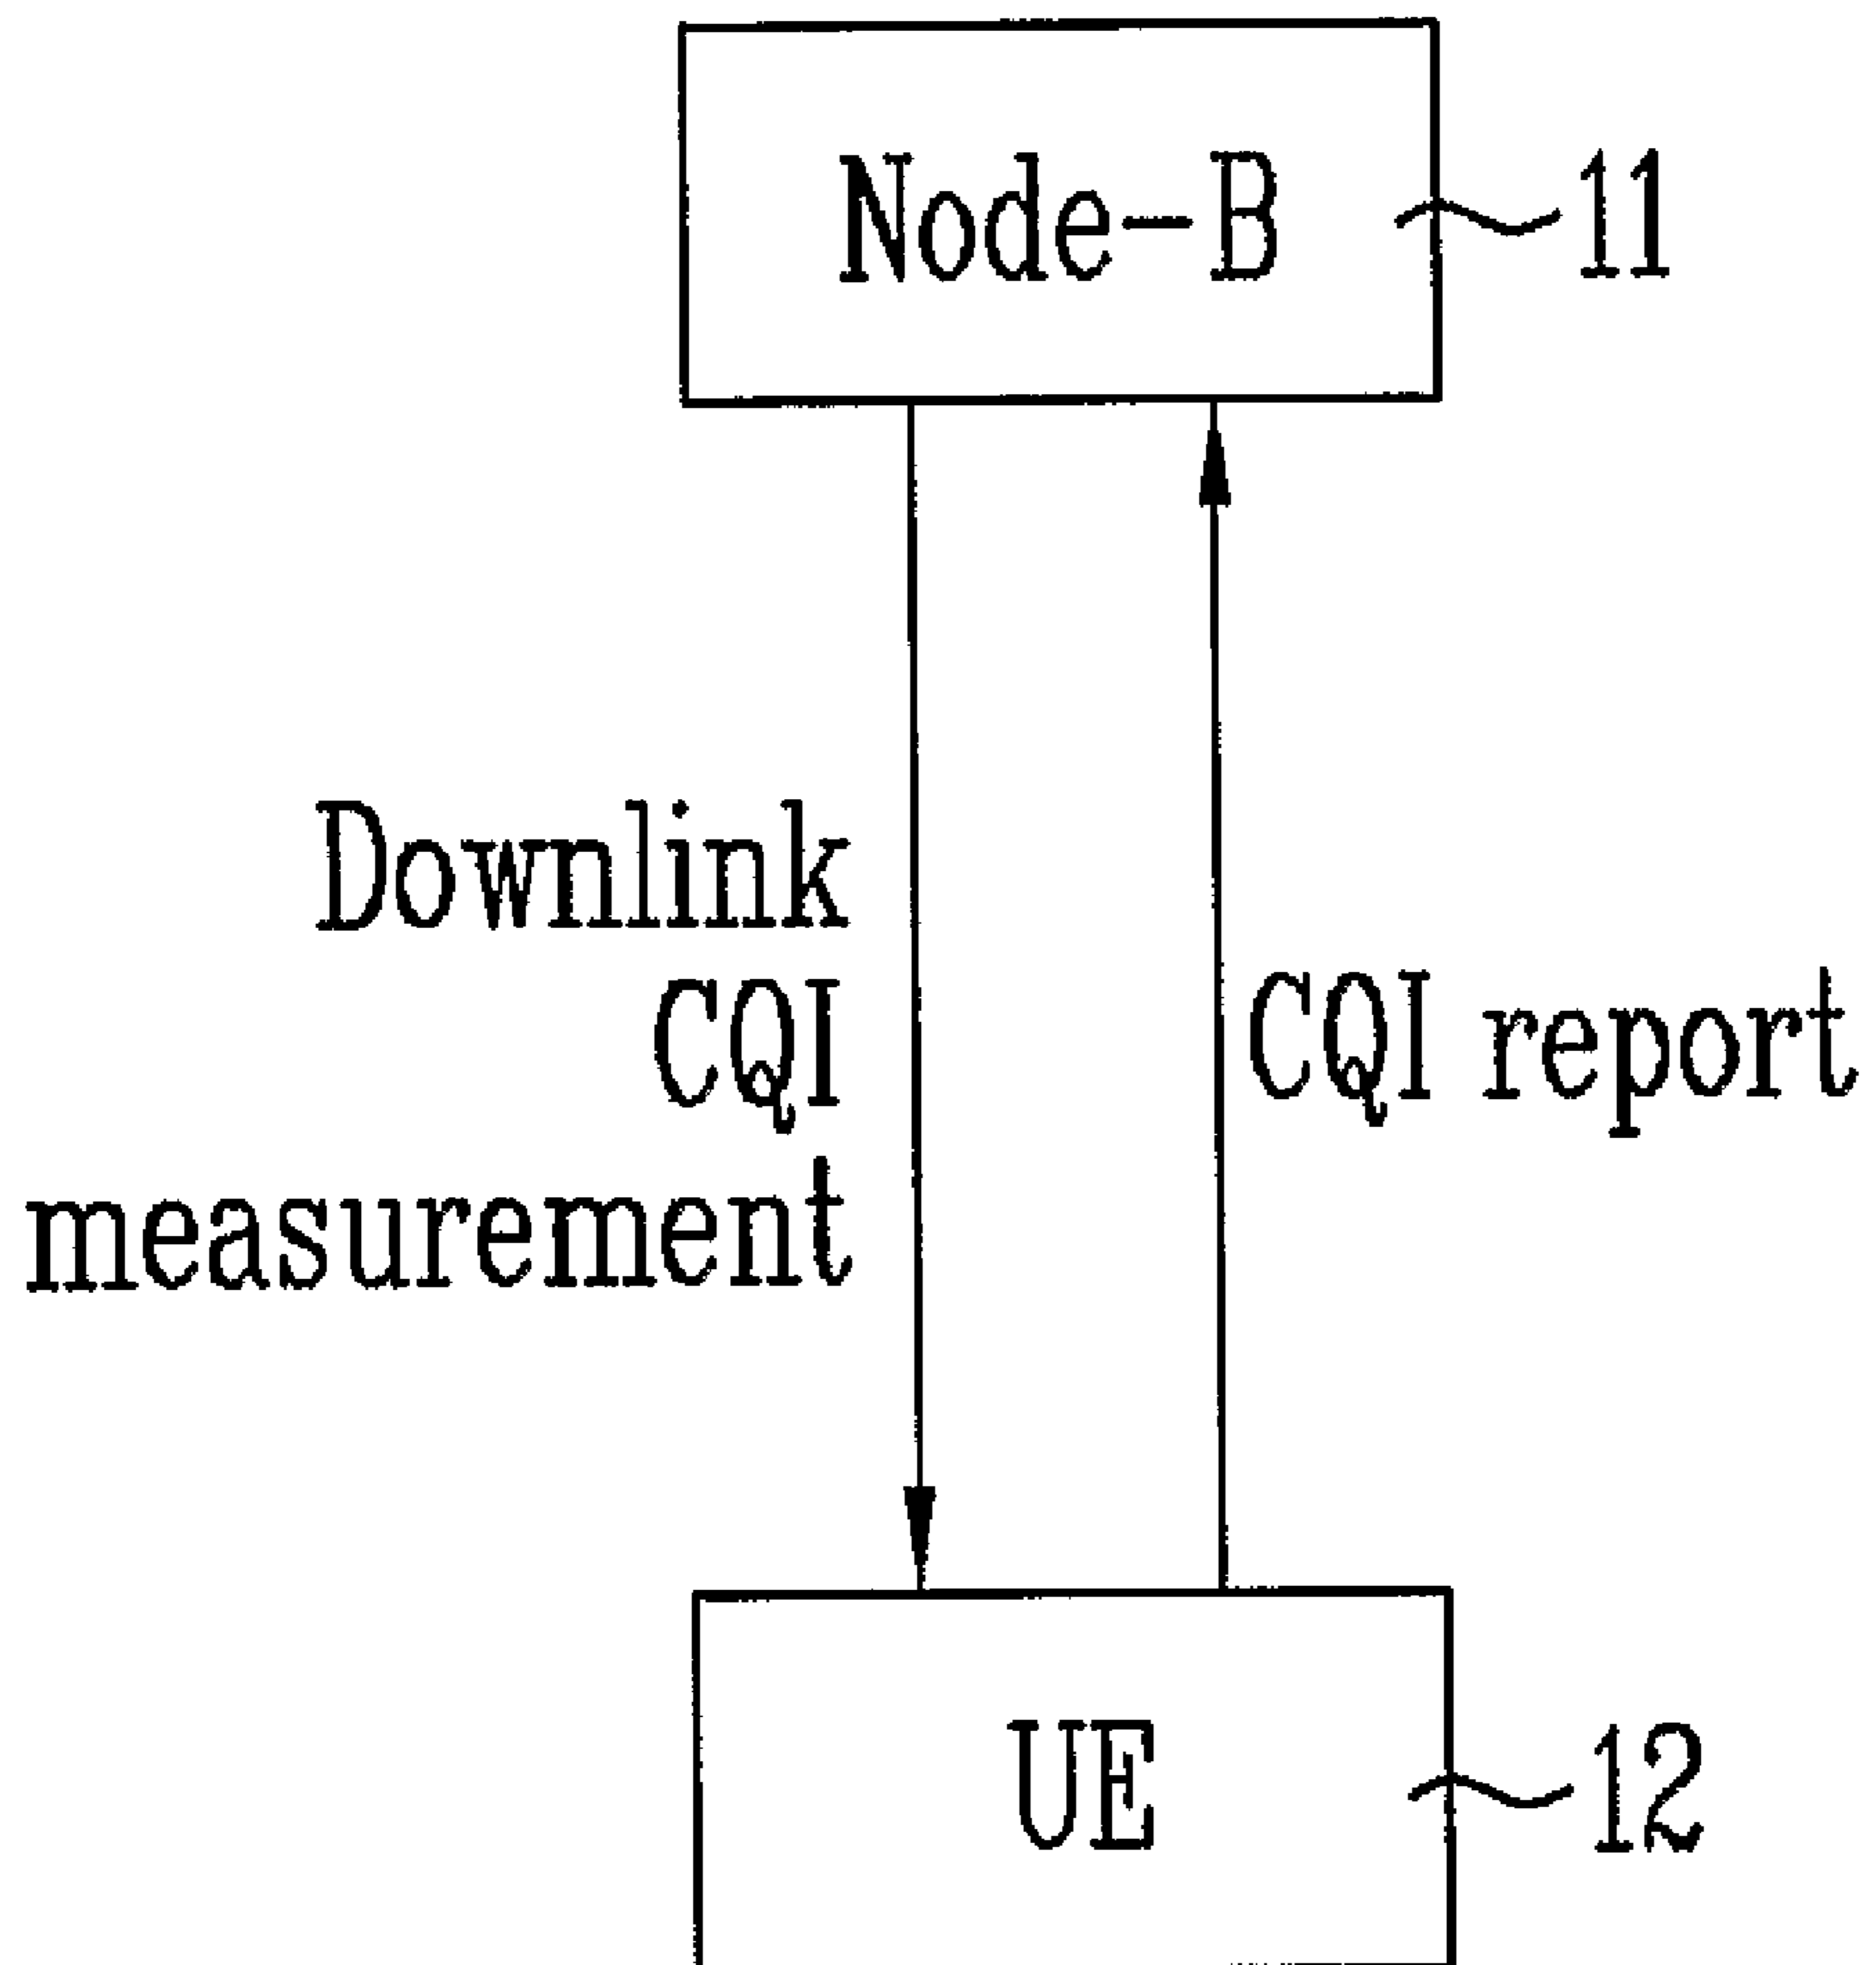 Node-B
11
Downlink
CQI
measurement
CQI report
UE
12